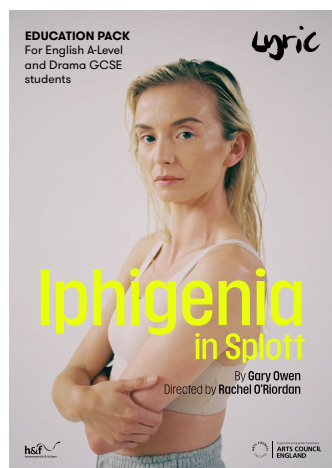 EDUCATION PACK
For English A-Level
and Drama GCSE
students
Lyric
Iphigenia
in Splott
By Gary Owen
Directed by Rachel O'Riordan
h&f
ARTS COUNCIL
ENGLAND